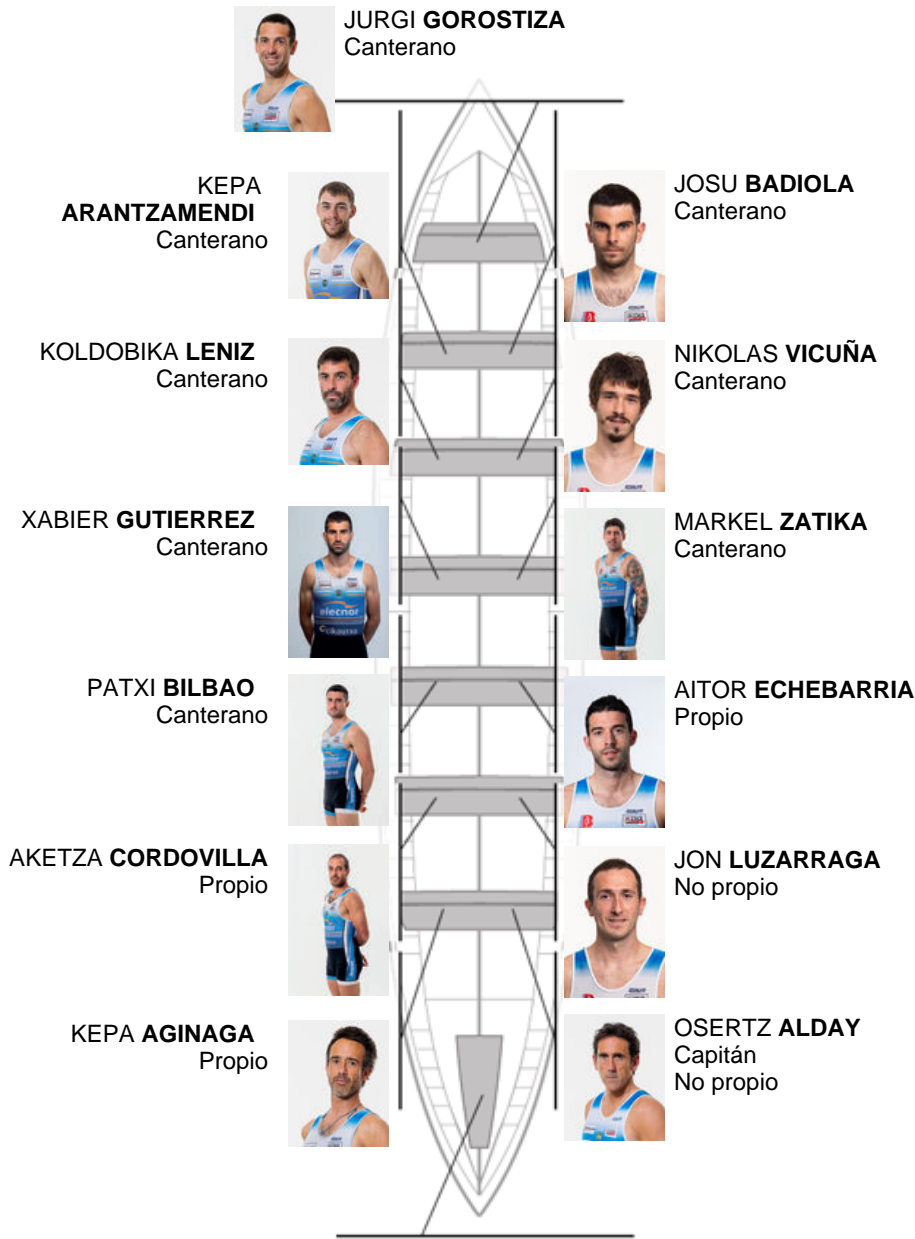 JURGI GOROSTIZA
Canterano
KEPA
ARANTZAMENDI
Canterano
JOSU BADIOLA
Canterano
KOLDOBIKA LENIZ
Canterano
NIKOLAS VICUÑA
Canterano
XABIER GUTIERREZ
Canterano
elecnor
MARKEL ZATIKA
Canterano
PATXI BILBAO
Canterano
AITOR ECHEBARRIA
Propio
AKETZA CORDOVILLA
Propio
JON LUZARRAGA
No propio
KEPA AGINAGA
Propio
OSERTZ ALDAY
Capitán
No propio